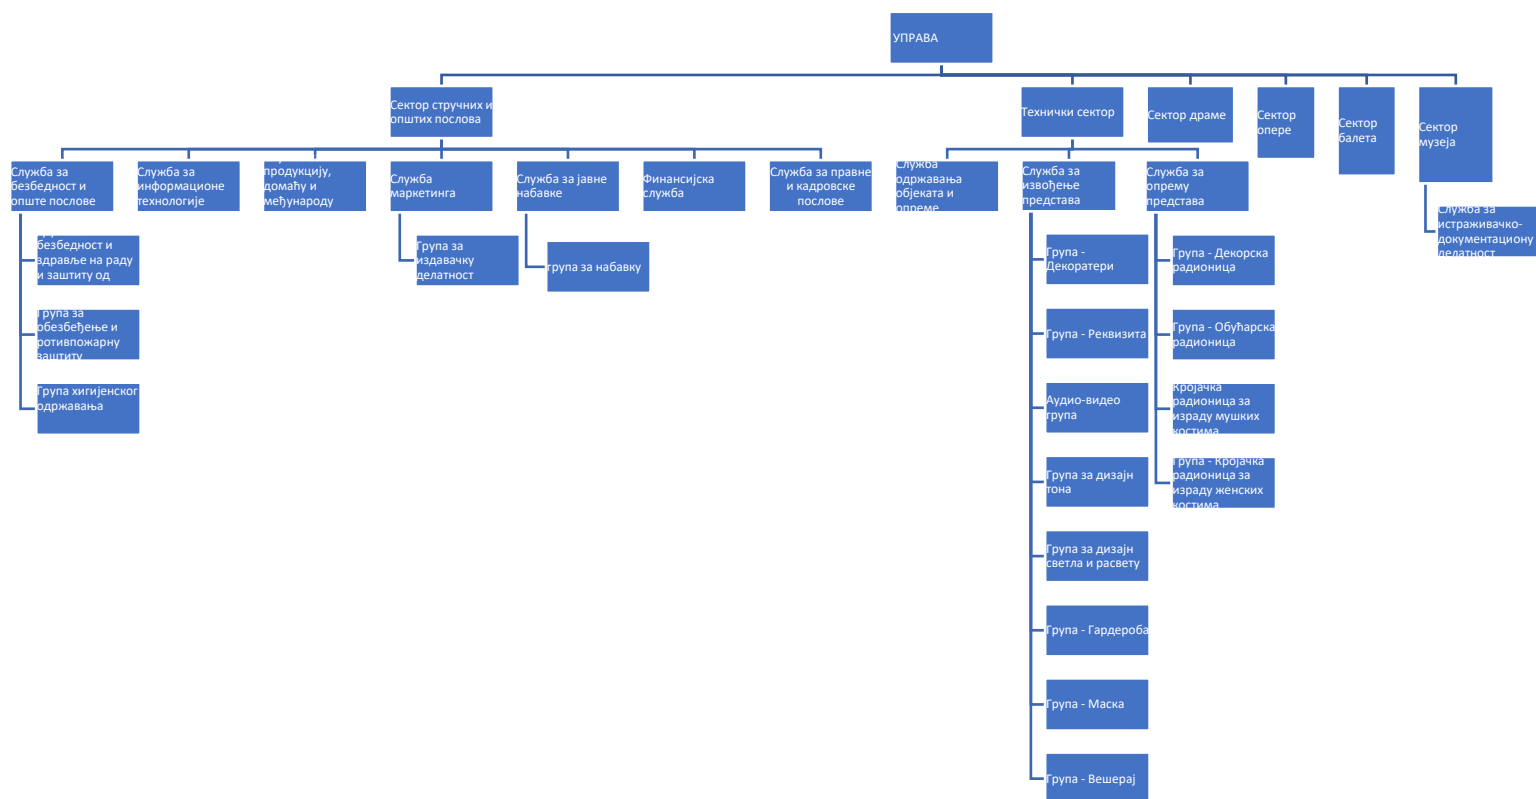 УПРАВА
Сектор стручних и
општих послова
Технички сектор
Сектор драме
Сектор
опере
Сектор
балета
Сектор
музеја
Служба за
безбедност и
опште послове
Служба за
информационе
технологије
продукцију,
домаћу и
међународу
Служба
маркетинга
Служба за јавне
набавке
Финансијска
служба
Служба за правне
и кадровске
послове
Служба
одржавања
објеката и
опреме
Служба за
извођење
представа
Служба за
опрему
представа
Служба за
истраживачко-
документациону
делатност
безбедност и
здравље на раду
и заштиту од
Група за
обезбеђење и
ротивпожарну
заштиту
Група хигијенског
одржавања
Група за
издавачку
делатност
група за набавку
Група -
Декоратери
Група - Реквизита
Аудио-видео
група
Група за дизајн
тона
Група за дизајн
светла и расвету
Група - Гардероба
Група - Маска
Група - Вешерај
Група - Декорска
радионица
Група - Обућарска
радионица
Кројачка
радионица за
израду мушких
костима
Група - Кројачка
радионица за
израду женских
костима